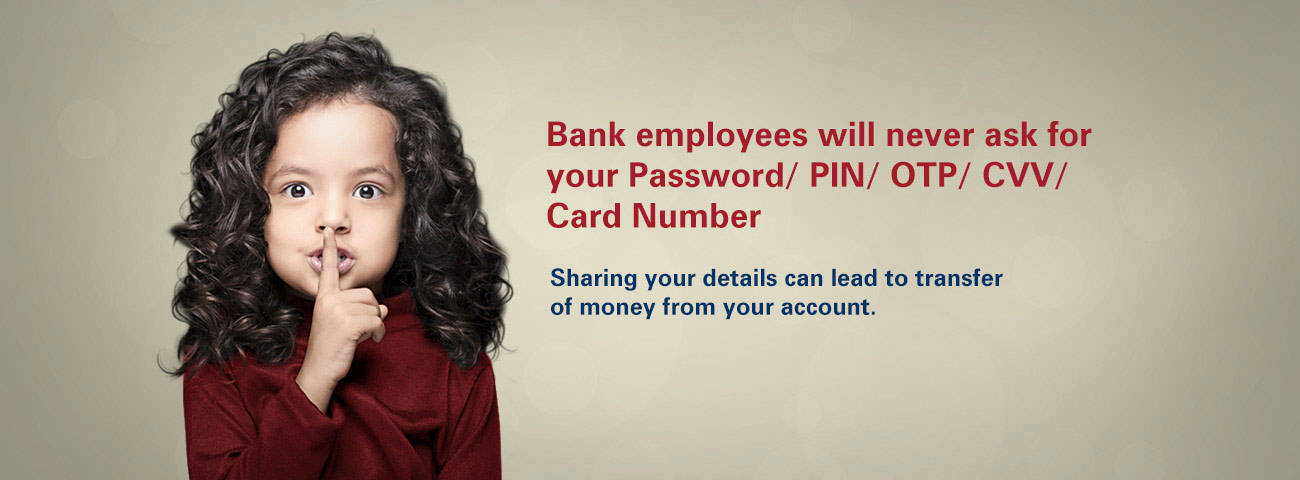 Bank employees will never ask for
your Password/ PIN/ OTP/ CVV/
Card Number
Sharing your details can lead to transfer
of money from your account.